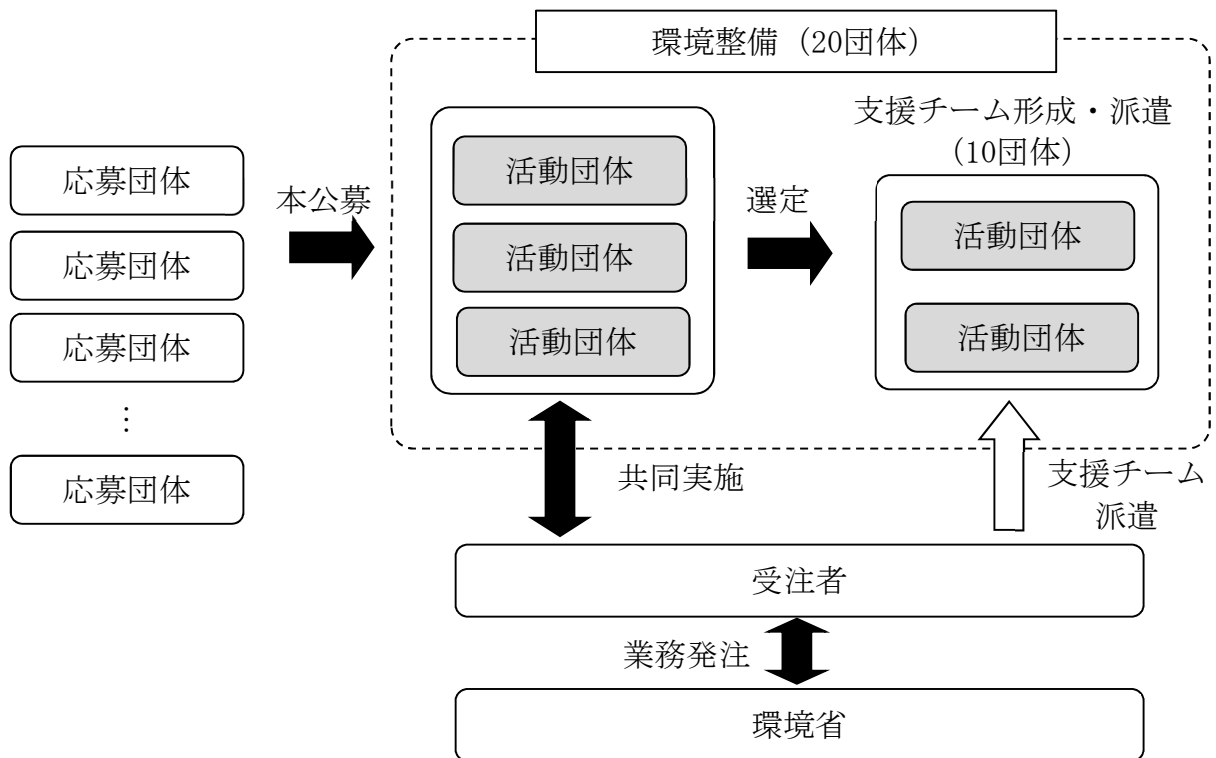 環境整備（20団体）
支援チーム形成・派遣
（10団体）
応募団体
応募団体
応募団体
⋮
応募団体
本公募
活動団体
活動団体
活動団体
選定
活動団体
活動団体
共同実施
支援チーム
派遣
受注者
業務発注
環境省